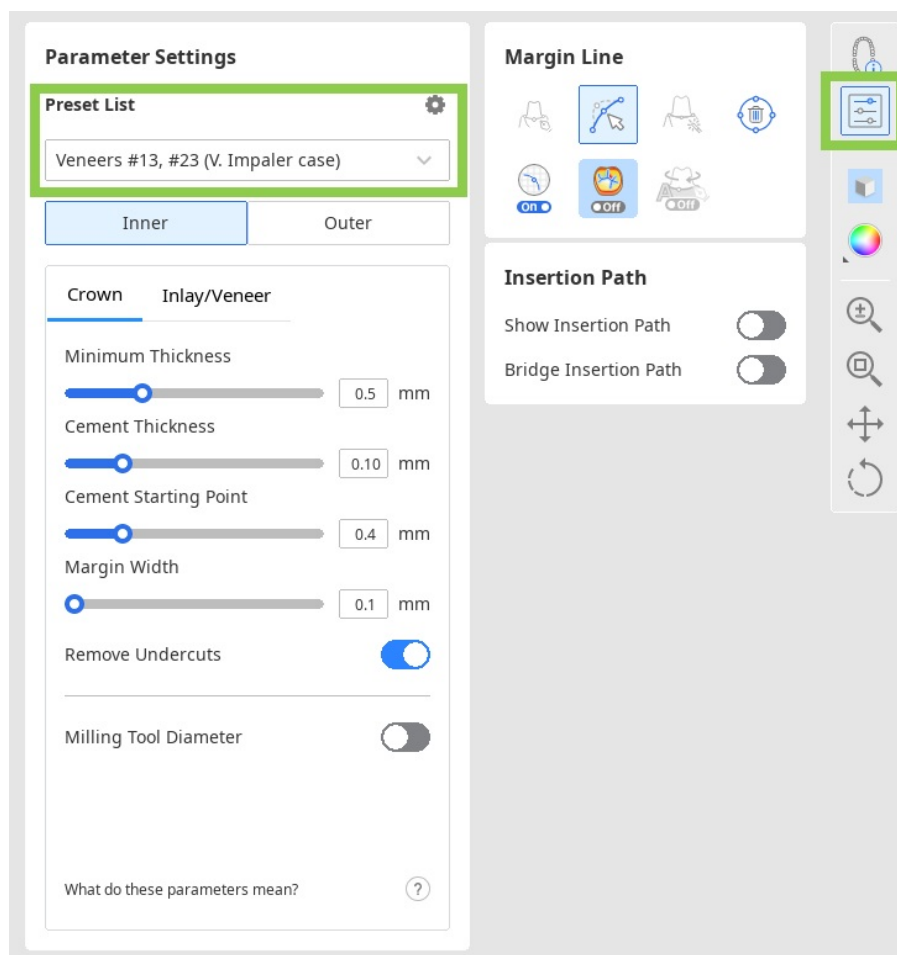 Parameter Settings
Preset List
Veneers #13, #23 (V. Impaler case)
Inner Outer
Crown Inlay/Veneer
Minimum Thickness
0.5 mm
Cement Thickness
0.10 mm
Cement Starting Point
0.4 mm
Margin Width
0.1 mm
Remove Undercuts
Milling Tool Diameter
What do these parameters mean? ?
Margin Line
On Off Off
Insertion Path
Show Insertion Path
Bridge Insertion Path